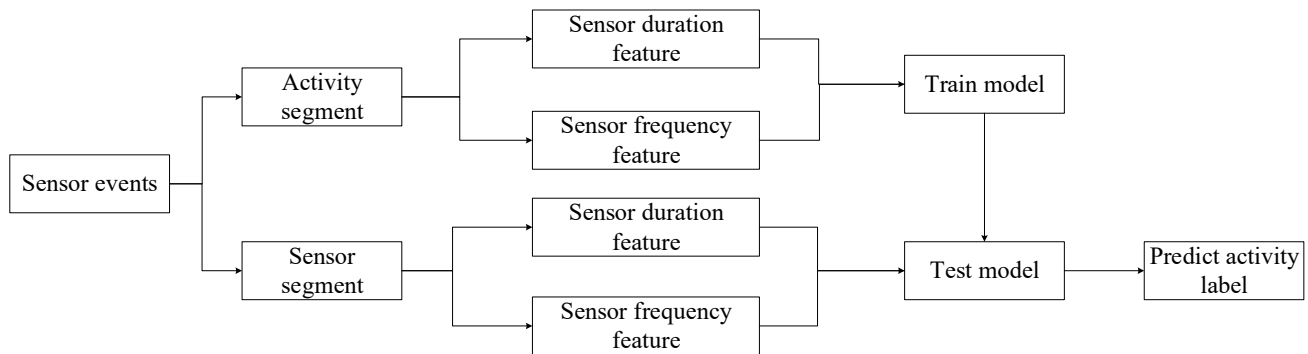 Sensor duration
feature
Activity
segment
Train model
Sensor frequency
feature
Sensor events
Sensor duration
feature
Sensor
segment
Test model
Predict activity
label
Sensor frequency
feature